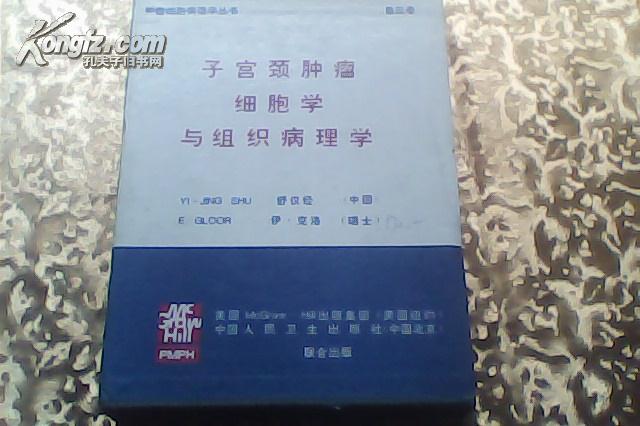 Kongfz.com
孔夫子旧书网
子宫颈肿瘤
细胞学
与组织病理学
YI-JING SHU 舒仪经 (中国)
E GLOOR 伊·克洛 (瑞士)
Mc
Graw
Hill
PMPH
美国 McGraw-Hill出版集团(美国纽约)
中国人民卫生出版社(中国北京)
联合出版